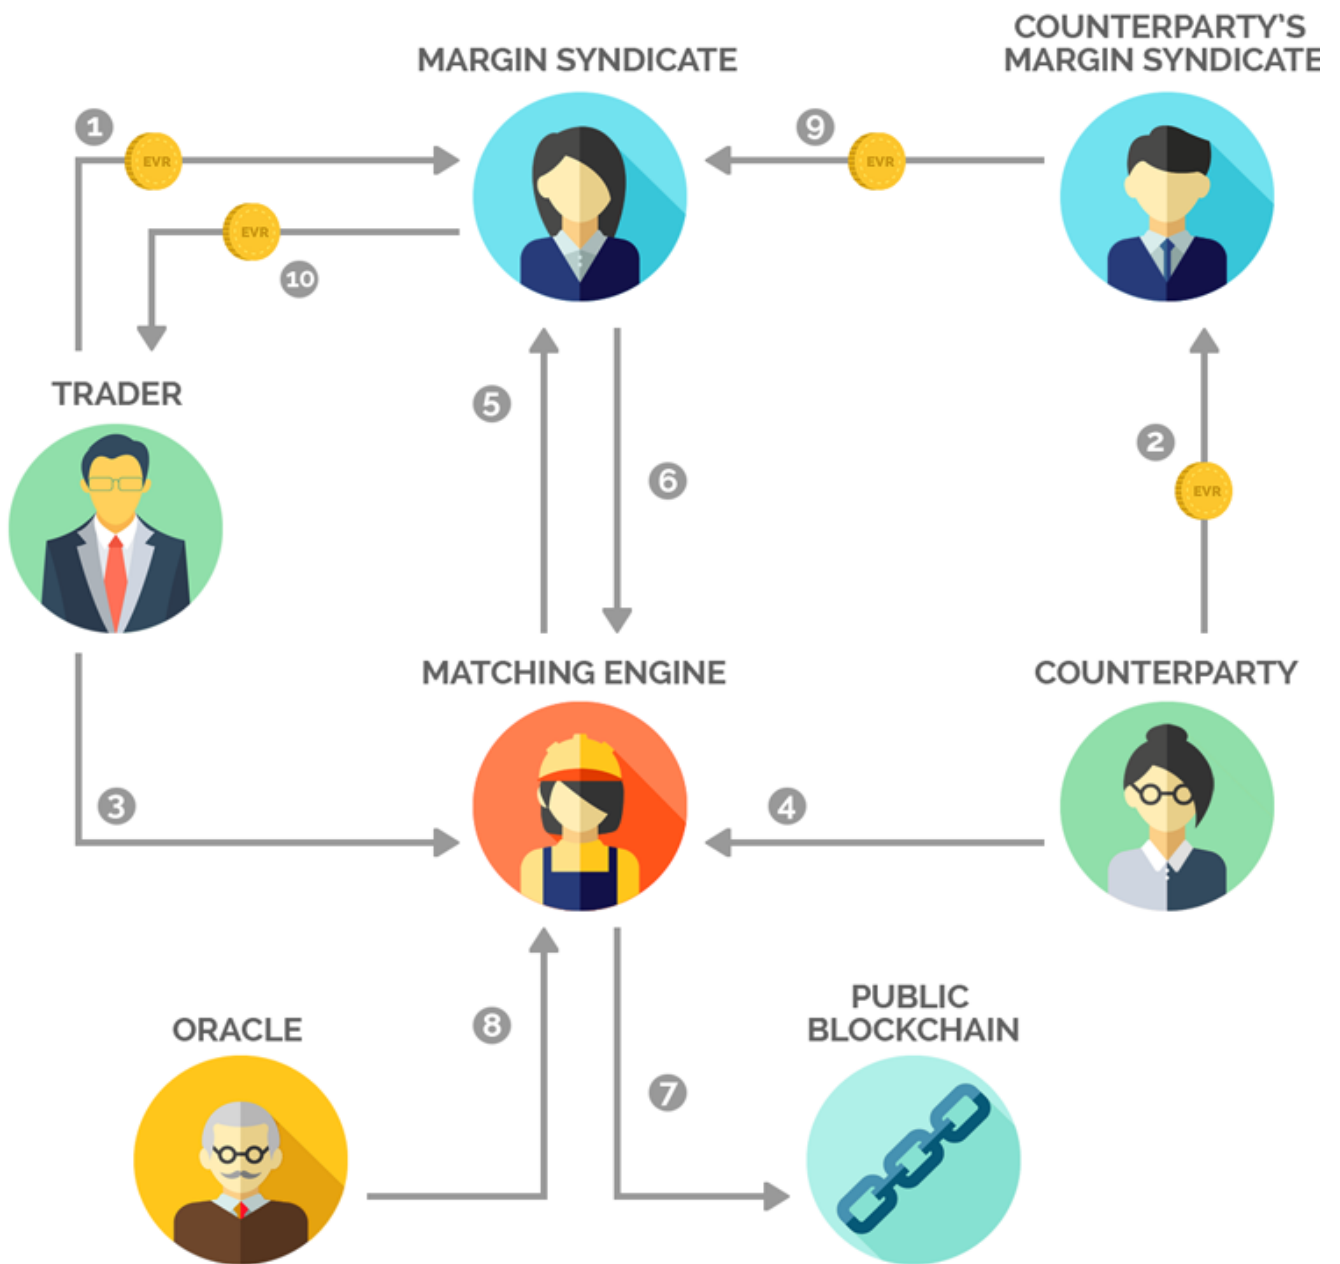 COUNTERPARTY'S
MARGIN SYNDICATE
MARGIN SYNDICATE
1
EVR
9
EVR
EVR
10
TRADER
5
2
6
EVR
MATCHING ENGINE
COUNTERPARTY
3
4
PUBLIC
BLOCKCHAIN
ORACLE
8
7